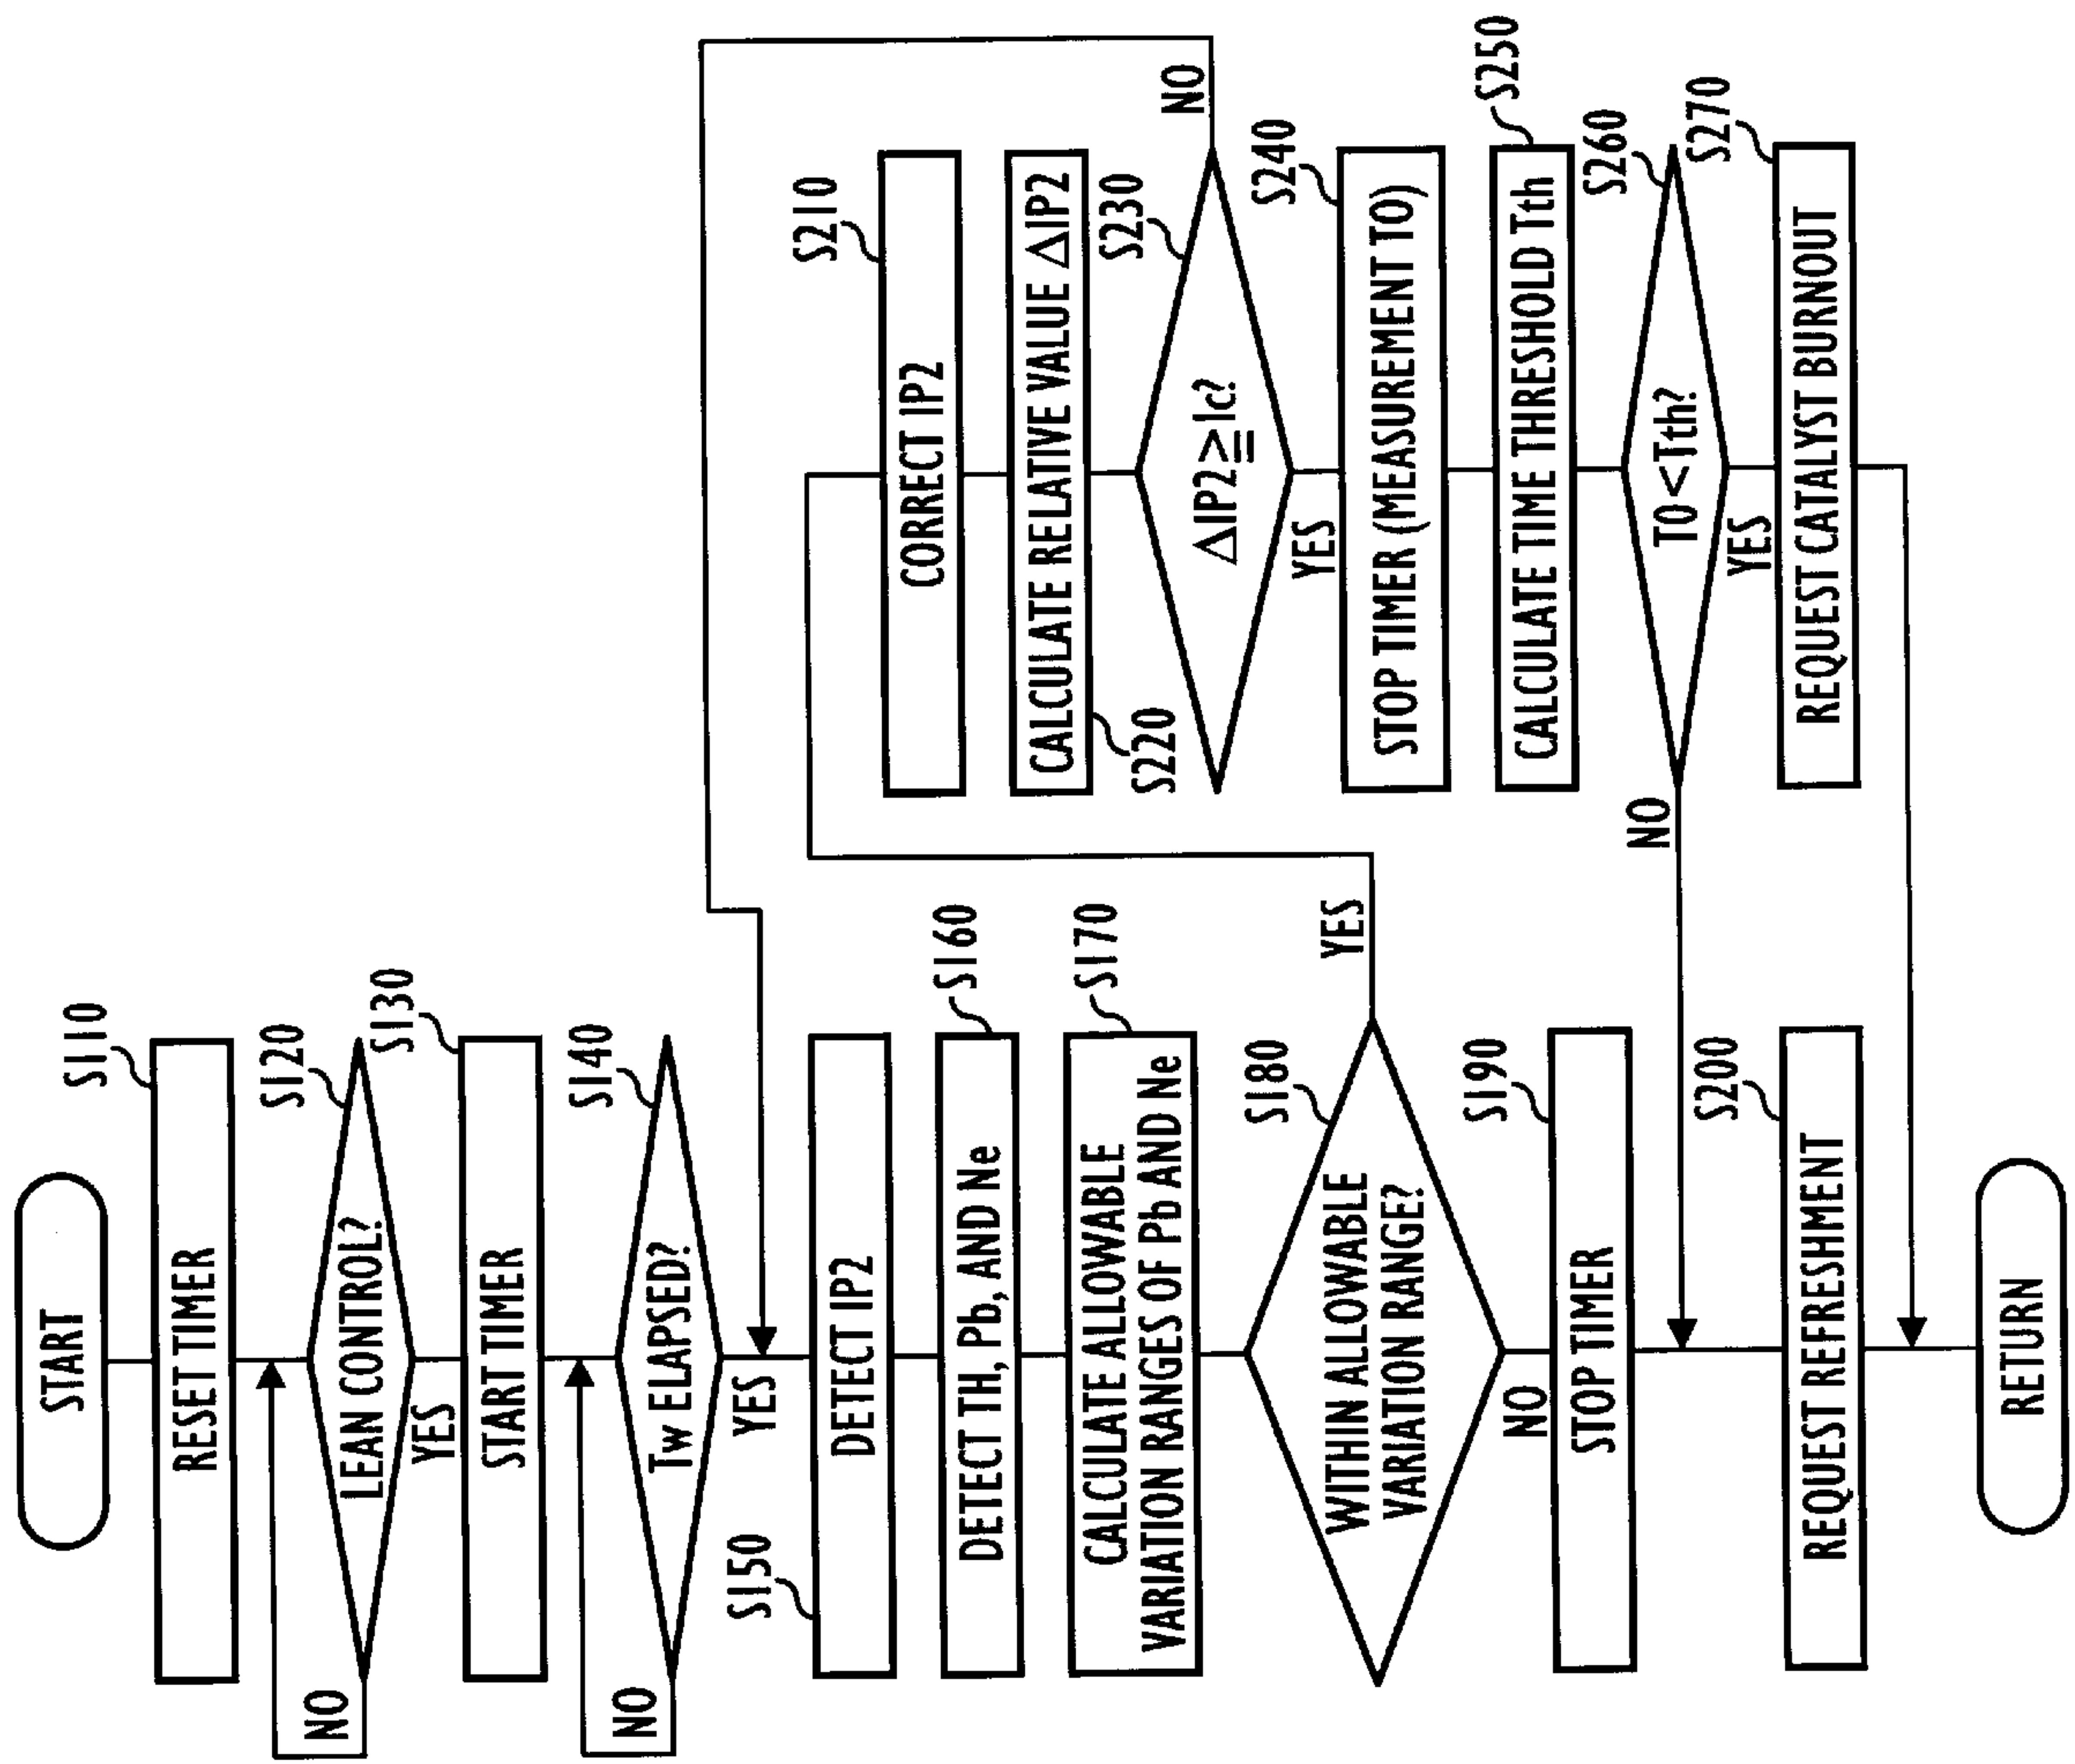 START
S110
RESET TIMER
S120
LEAN CONTROL?
NO
YES
S130
START TIMER
S140
Tw ELAPSED?
NO
YES
S150
DETECT IP2
S160
DETECT TH, Pb, AND Ne
S170
CALCULATE ALLOWABLE
VARIATION RANGES OF Pb AND Ne
S180
WITHIN ALLOWABLE
VARIATION RANGE?
YES
NO
S190
STOP TIMER
S200
REQUEST REFRESHMENT
RETURN
S210
CORRECT IP2
CALCULATE RELATIVE VALUE △IP2
S220
S230
△IP2≧Ic?
NO
YES
S240
STOP TIMER (MEASUREMENT TO)
S250
CALCULATE TIME THRESHOLD Tth
S260
TO<Tth?
NO
YES
S270
REQUEST CATALYST BURNOUT